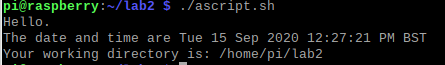 pi@raspberry:~/lab2 $ ./ascript.sh
Hello.
The date and time are Tue 15 Sep 2020 12:27:21 PM BST
Your working directory is: /home/pi/lab2